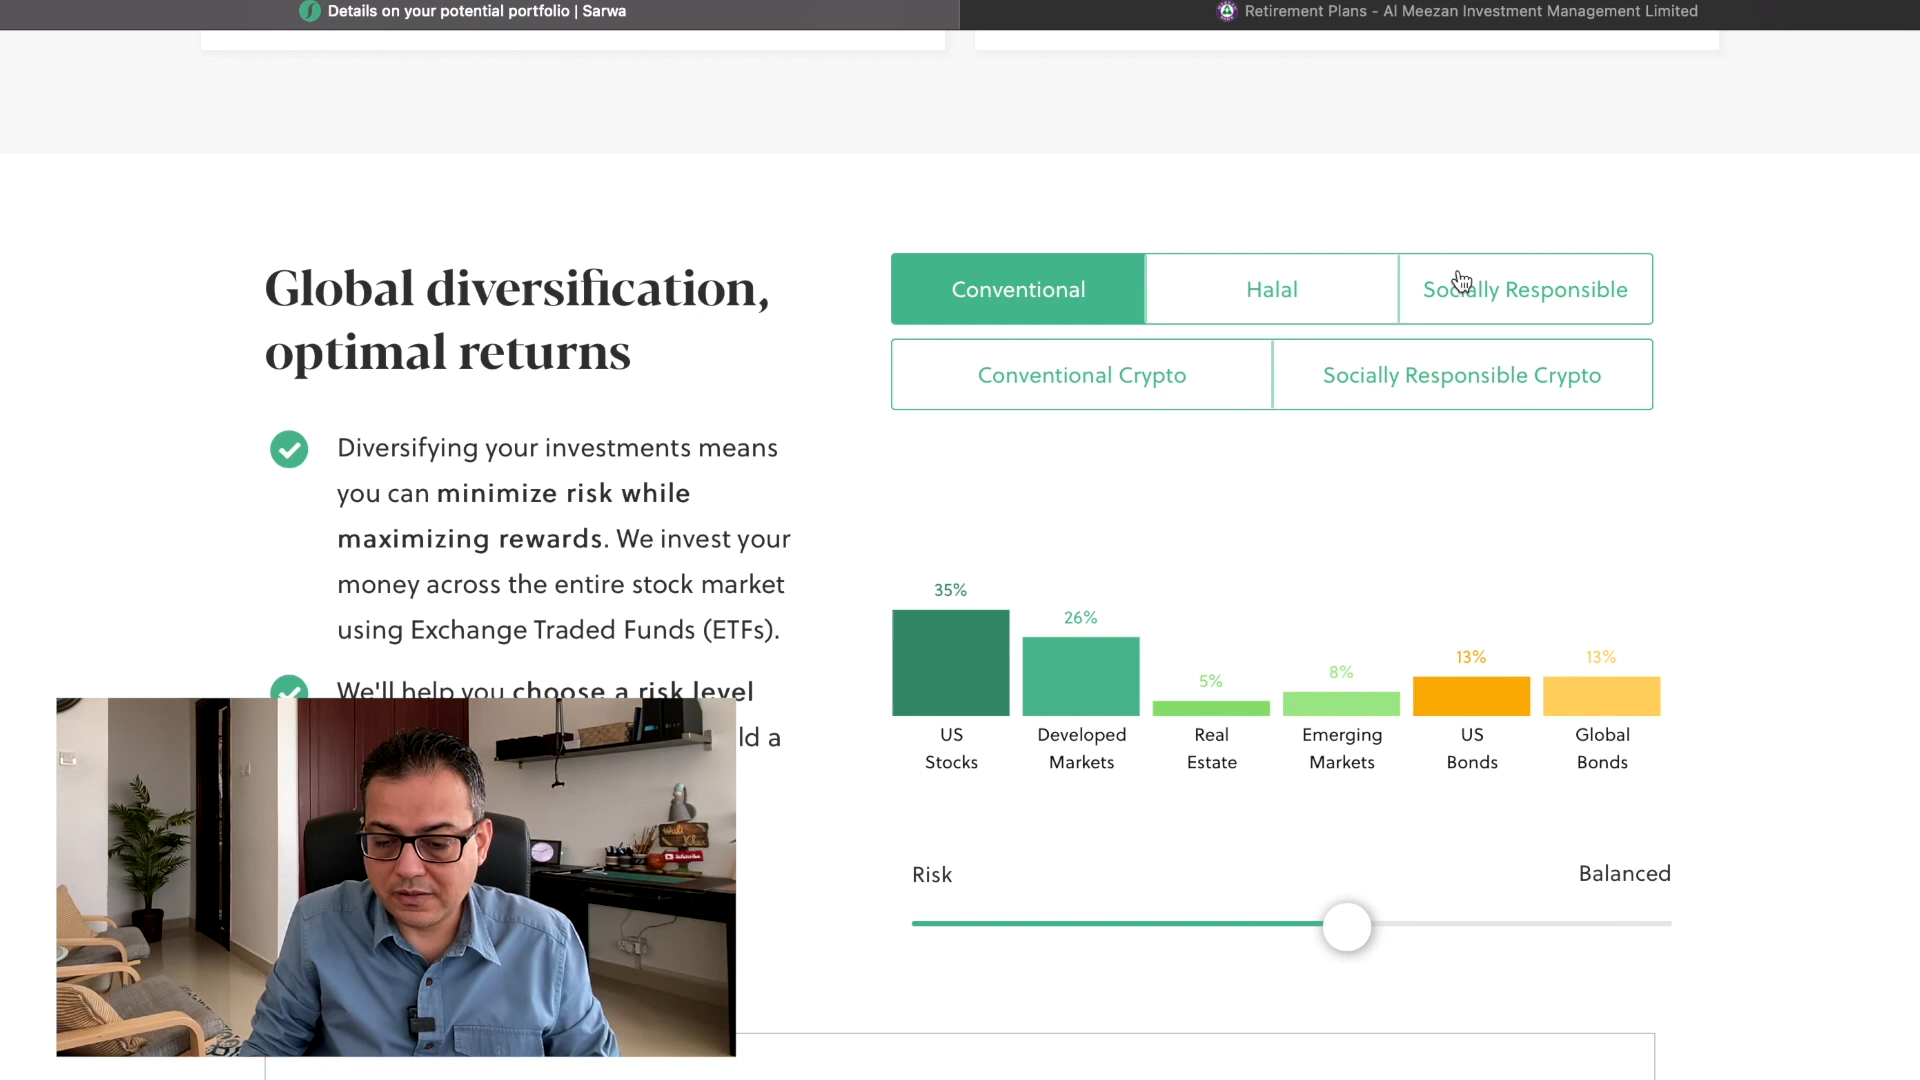 Details on your potential portfolio | Sarwa
Retirement Plans - Al Meezan Investment Management Limited
Global diversification,
optimal returns
Diversifying your investments means
you can minimize risk while
maximizing rewards. We invest your
money across the entire stock market
using Exchange Traded Funds (ETFs).
We'll help you choose a risk level
ld a
Conventional
Halal
Socially Responsible
Conventional Crypto
Socially Responsible Crypto
35%
26%
5%
8%
13%
13%
US
Stocks
Developed
Markets
Real
Estate
Emerging
Markets
US
Bonds
Global
Bonds
Risk
Balanced
Wali
Khan
Subscribe